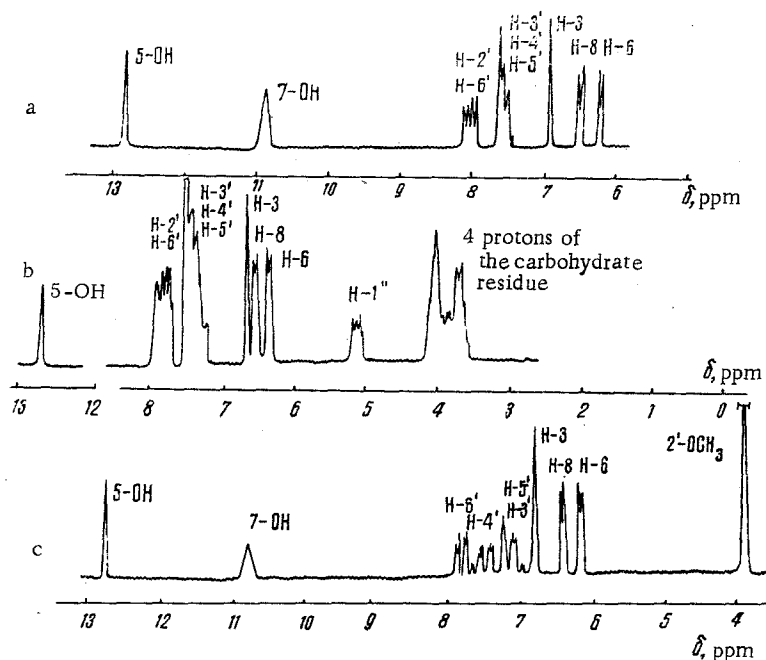 a
5-OH
7-OH
H-2'
H-6'
H-3'
H-4'
H-5'
H-3
H-8 H-6
13 11 10 9 8 7 6 δ, ppm
b
5-OH
H-2'
H-6'
H-3'
H-4'
H-5'
H-3
H-8
H-6
H-1''
4 protons of
the carbohydrate
residue
15 12 8 7 6 5 4 3 2 1 0
δ, ppm
c
5-OH
7-OH
H-6'
H-4'
H-5'
H-3'
H-3
H-8 H-6
2'-OCH₃
13 12 11 10 9 8 7 6 5 4
δ, ppm